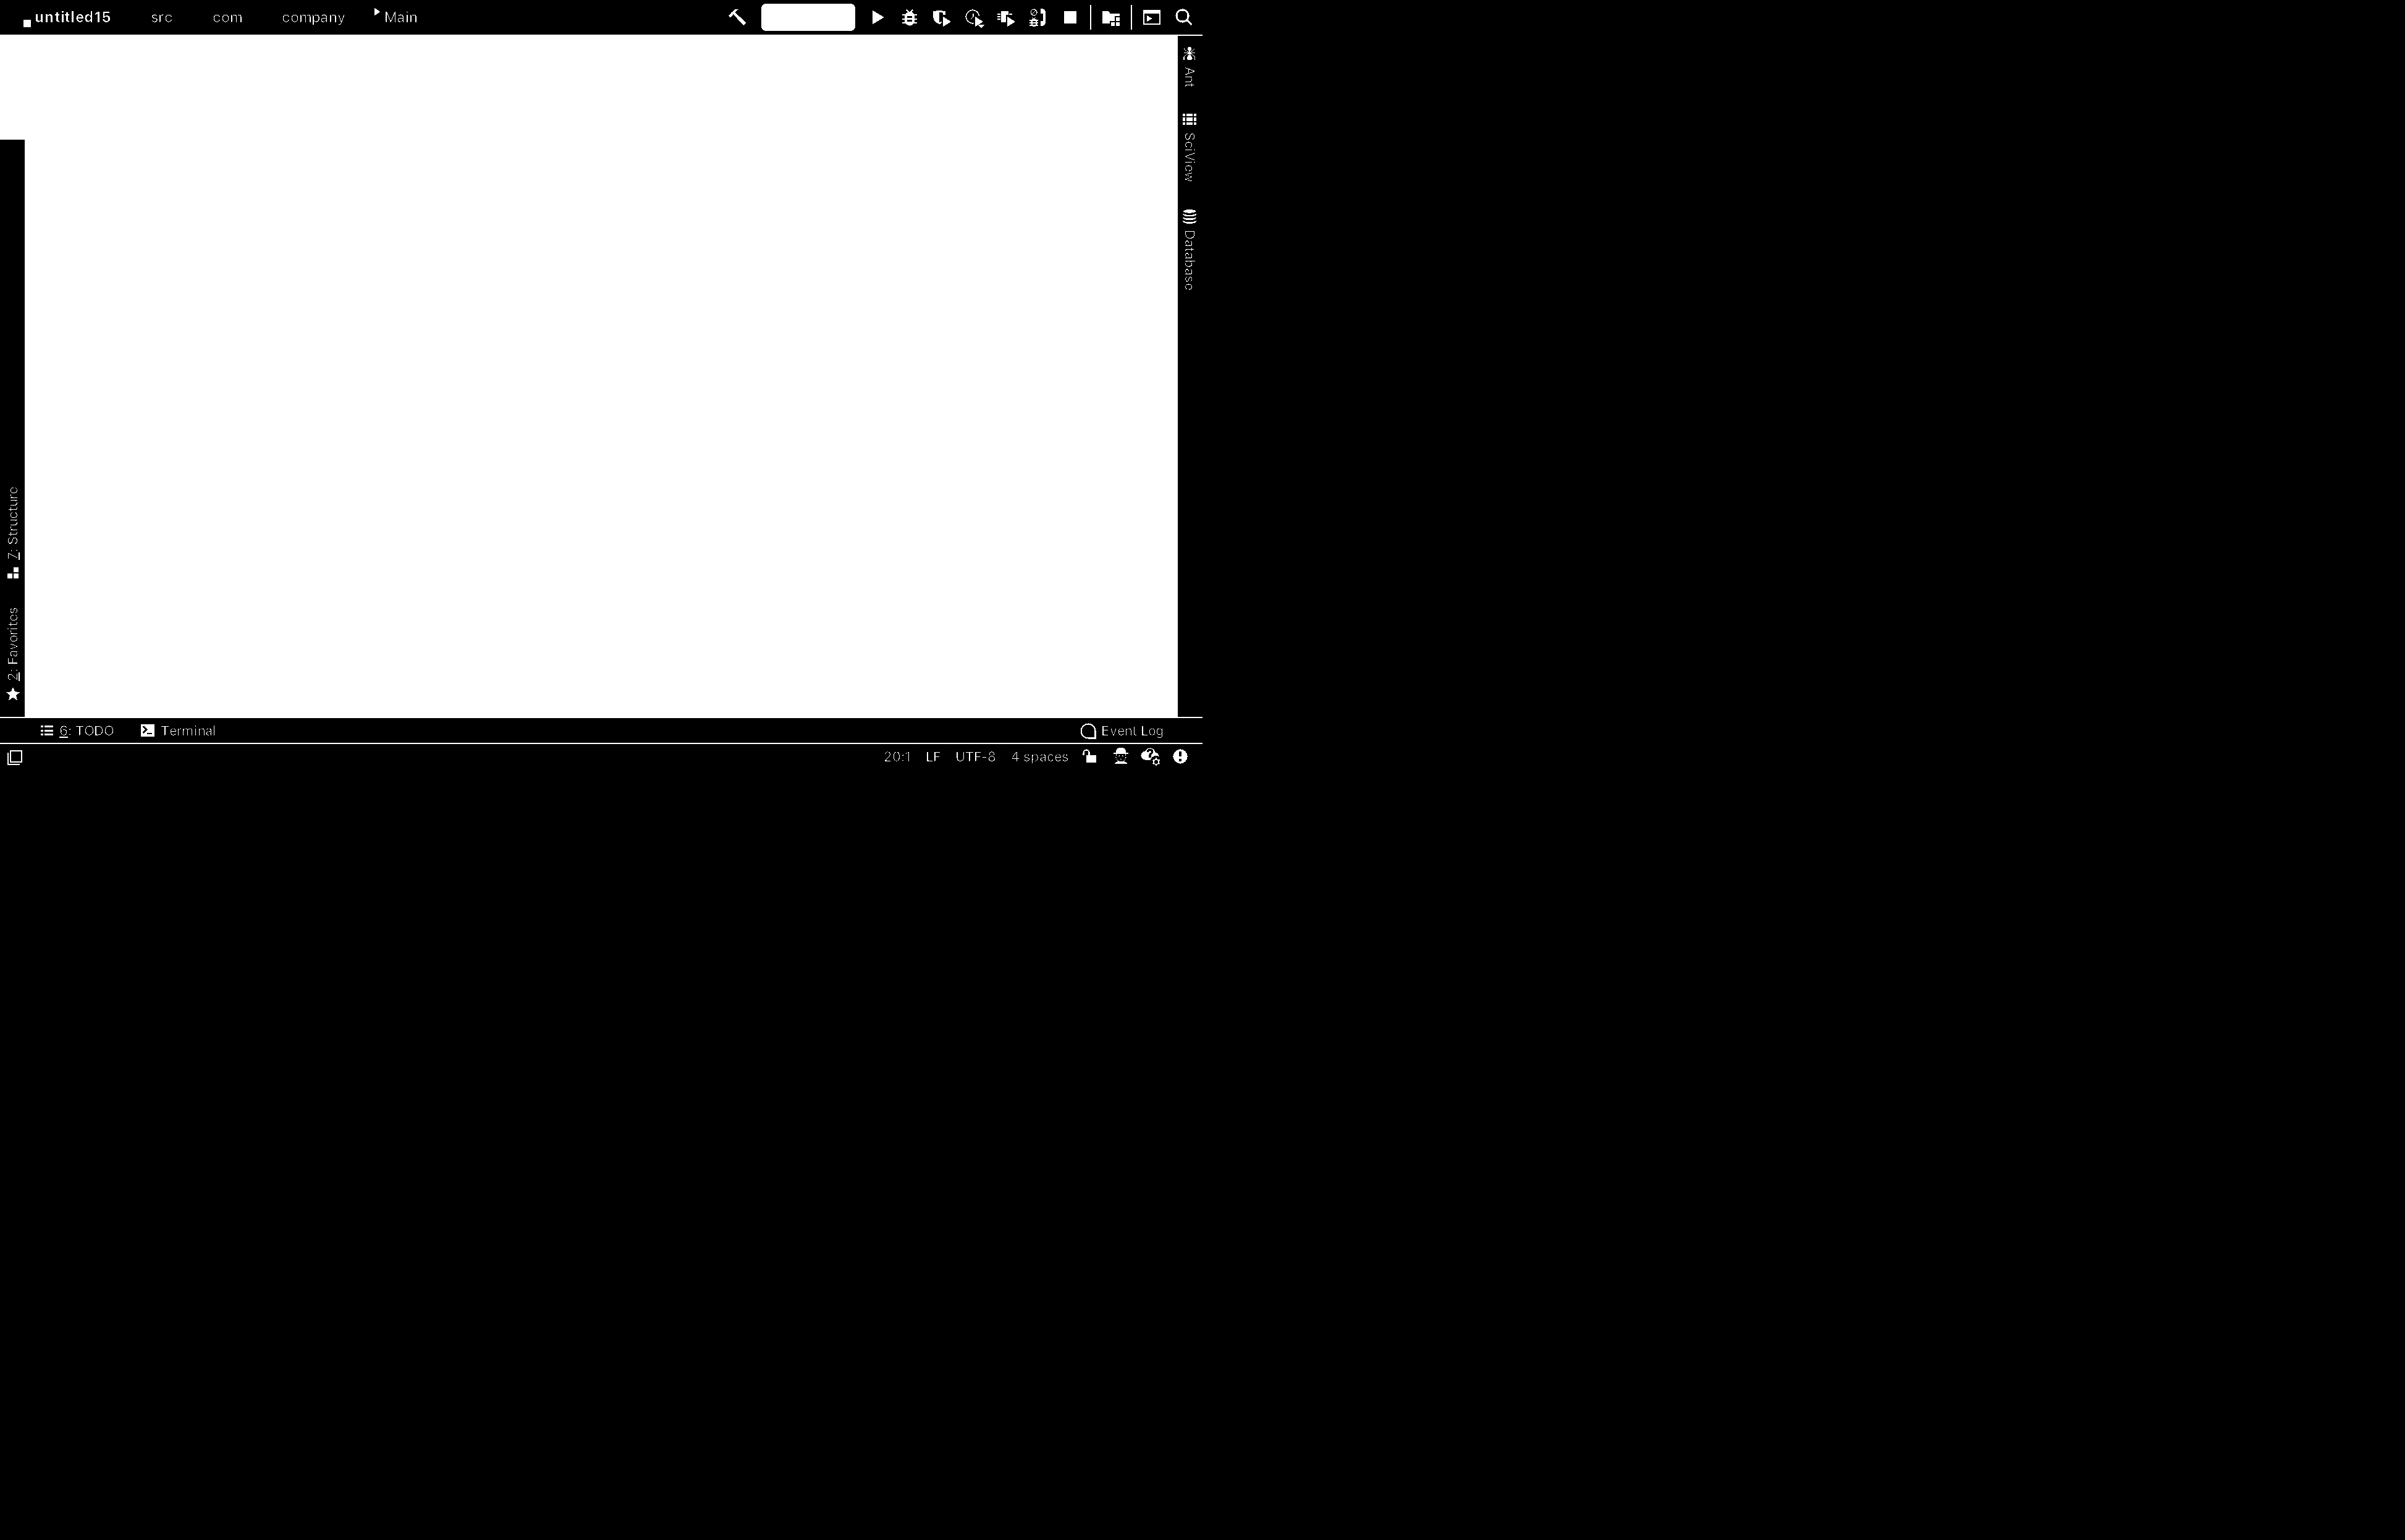 untitled15 src com company Main
Ant
SciView
Database
7: Structure
2: Favorites
6: TODO Terminal Event Log
20:1 LF UTF-8 4 spaces